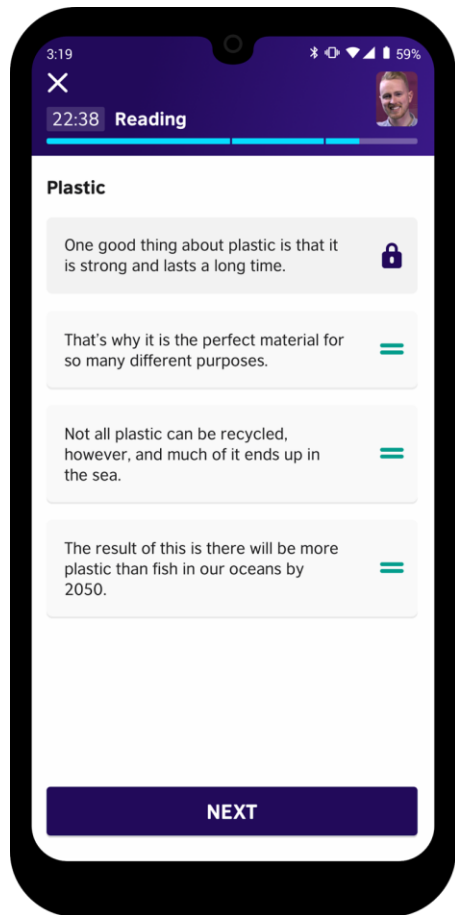 3:19
59%
22:38 Reading
Plastic
One good thing about plastic is that it
is strong and lasts a long time.
That's why it is the perfect material for
so many different purposes.
Not all plastic can be recycled,
however, and much of it ends up in
the sea.
The result of this is there will be more
plastic than fish in our oceans by
2050.
NEXT